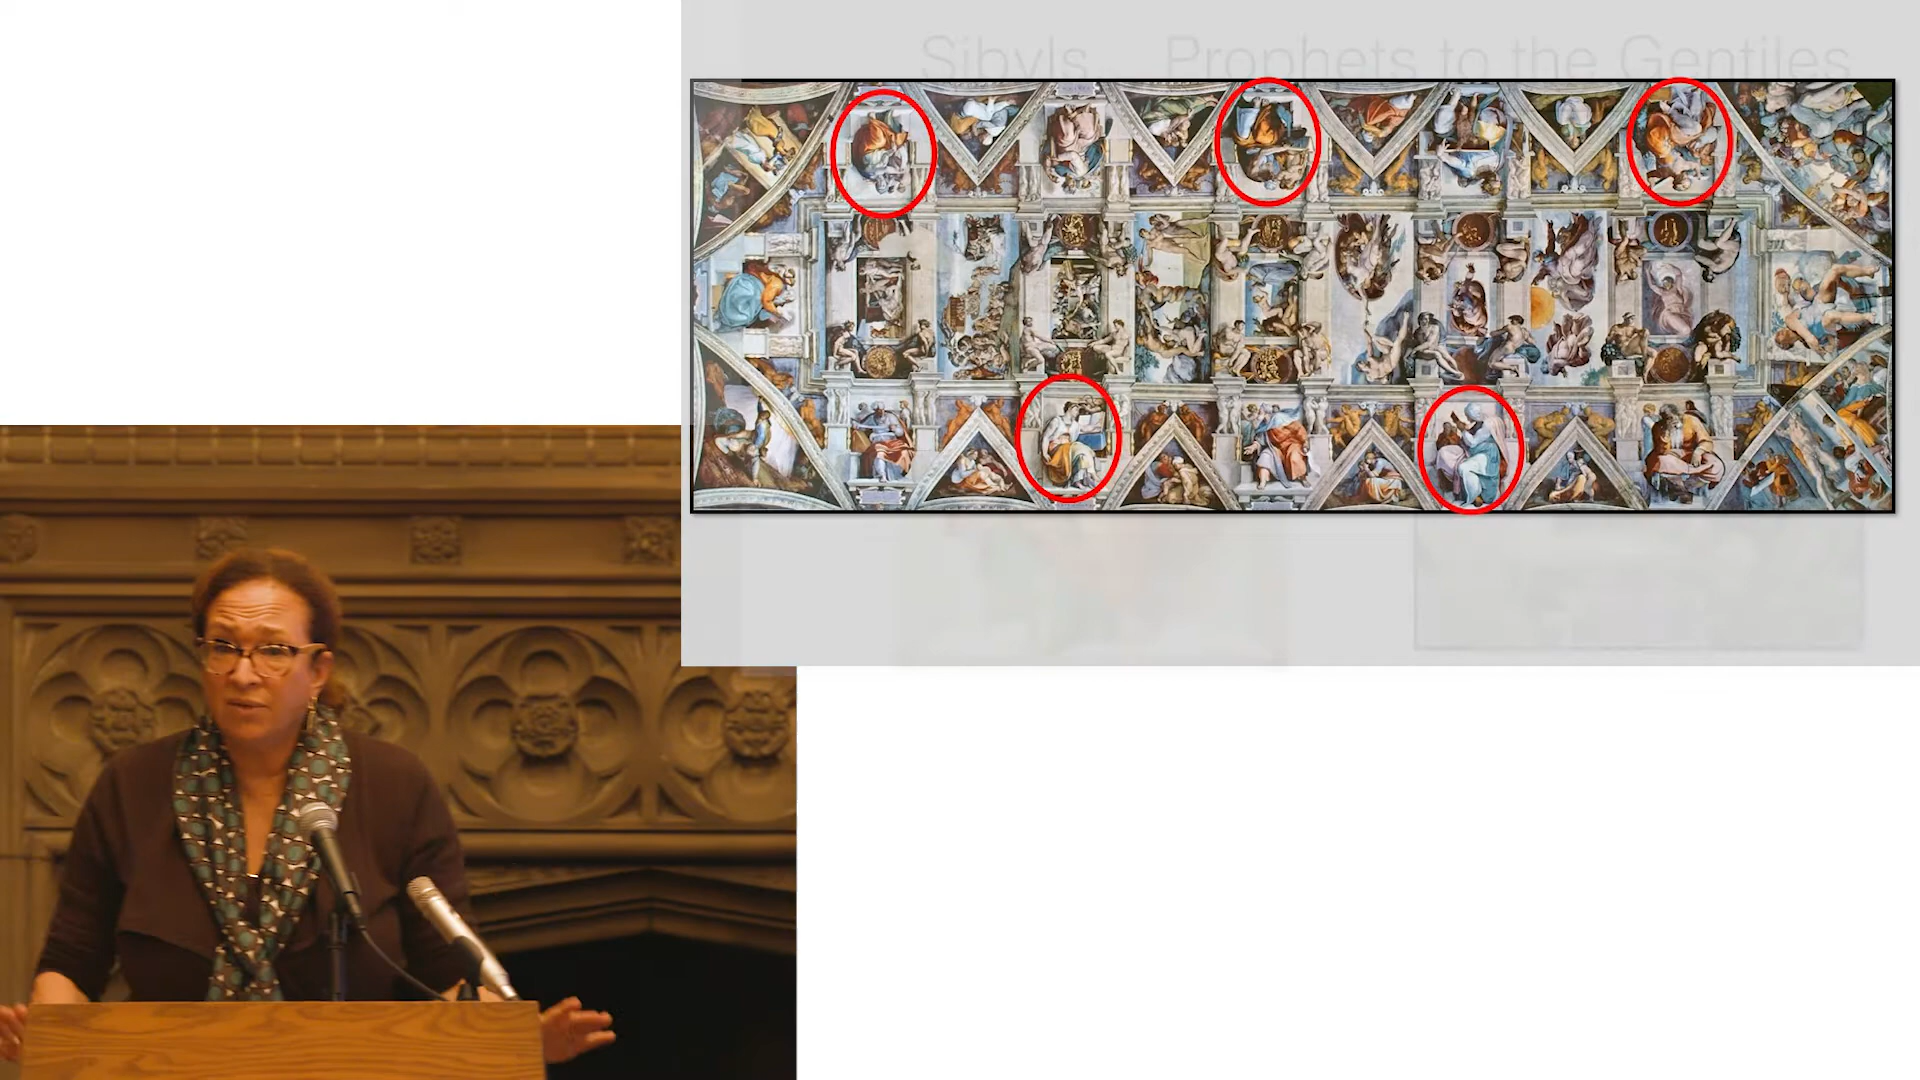 Sibyls – Prophets to the Gentiles